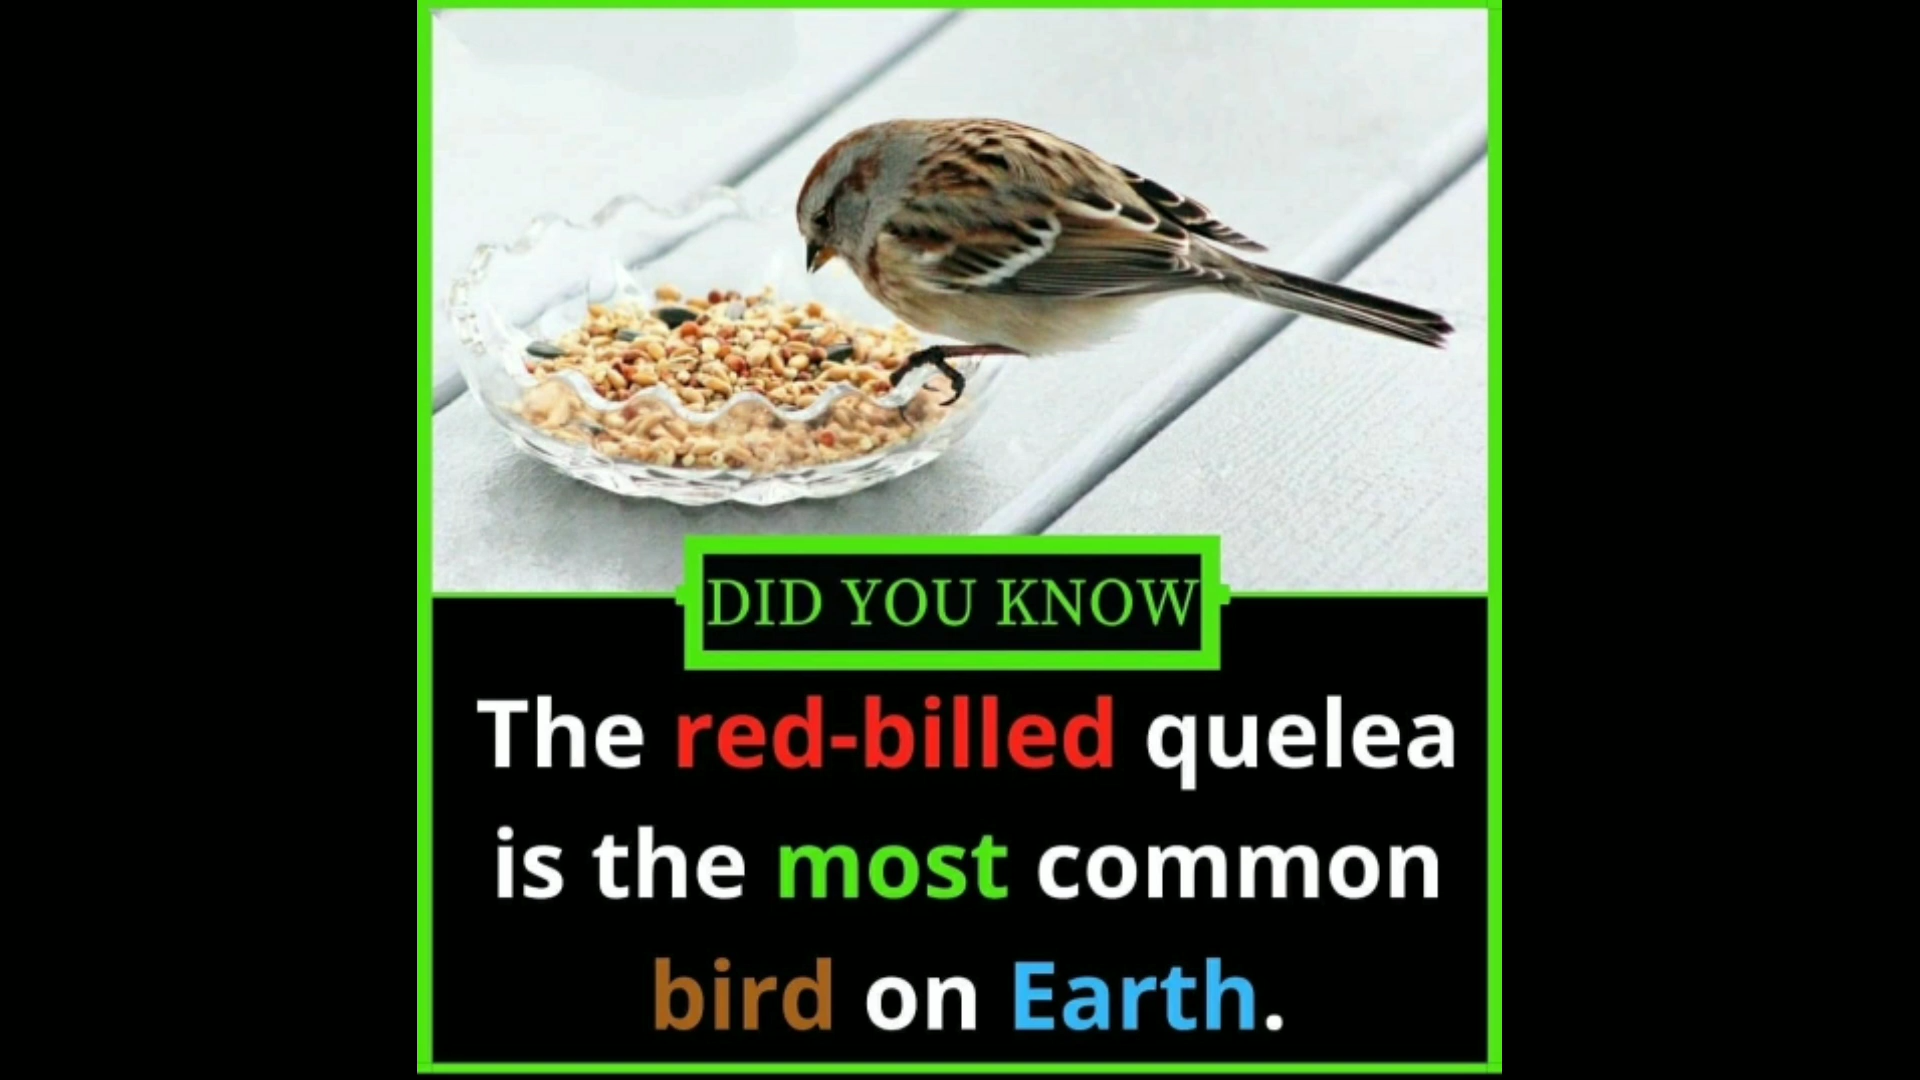 DID YOU KNOW
The red-billed quelea
is the most common
bird on Earth.